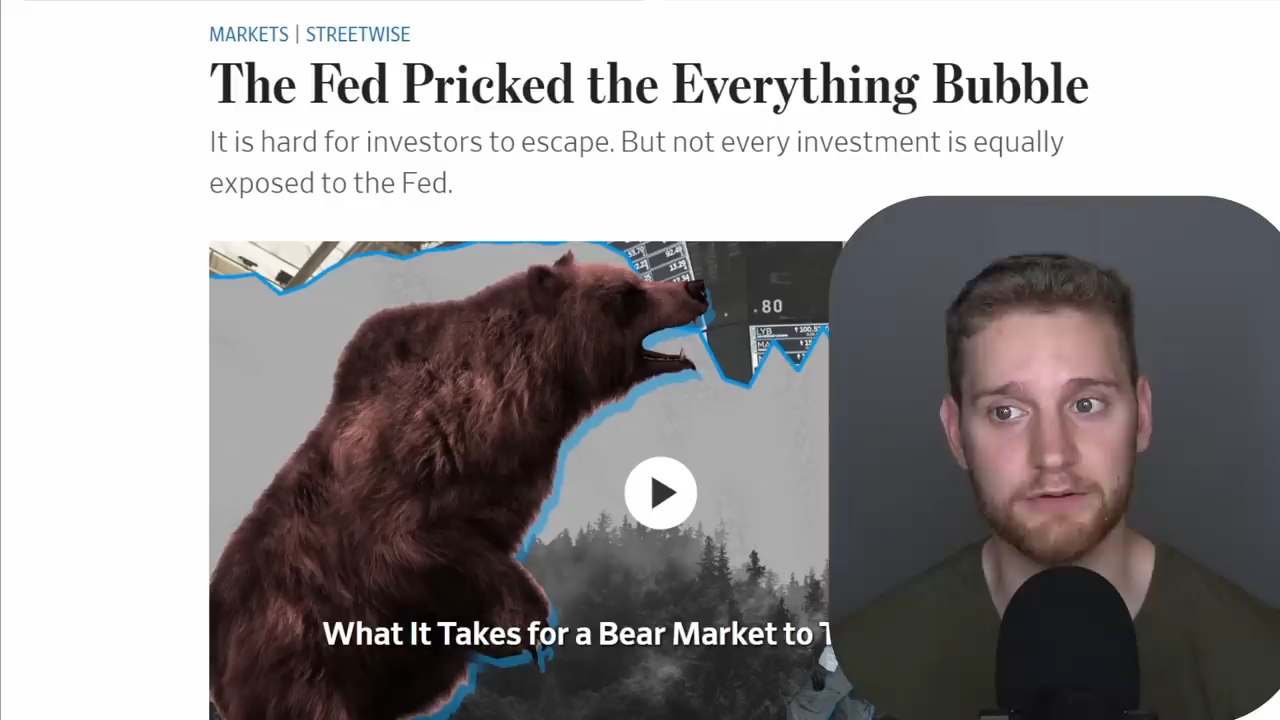 MARKETS | STREETWISE
The Fed Pricked the Everything Bubble
It is hard for investors to escape. But not every investment is equally
exposed to the Fed.
.80
LYB
What It Takes for a Bear Market to